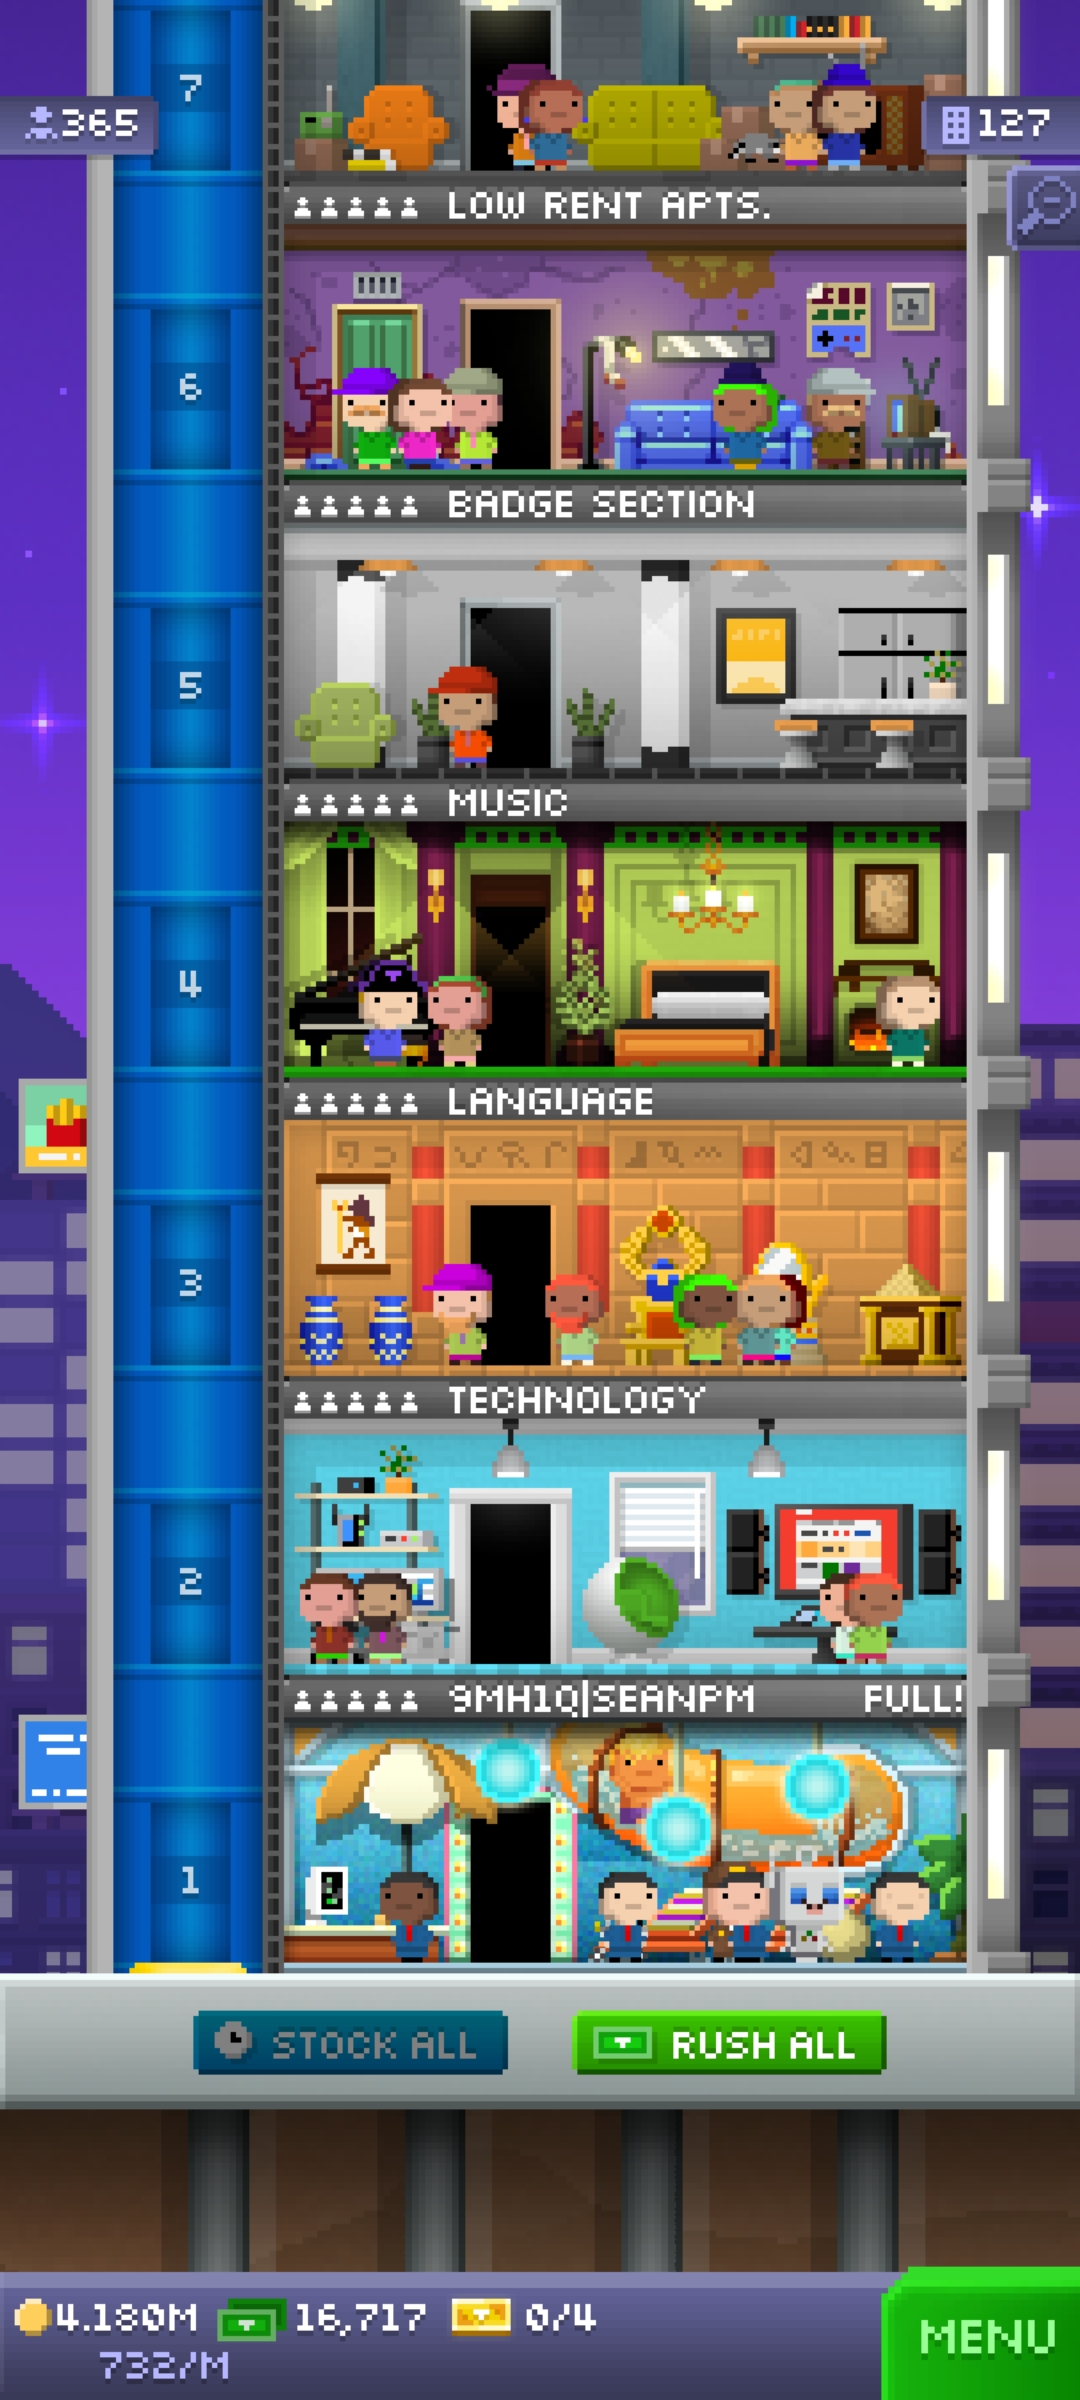 7
365
127
LOW RENT APTS.
6
BADGE SECTION
5
MUSIC
4
LANGUAGE
3
TECHNOLOGY
2
9MH1Q|SEANPM FULL!
1
STOCK ALL
RUSH ALL
4.180M 16,717 0/4
732/M
MENU